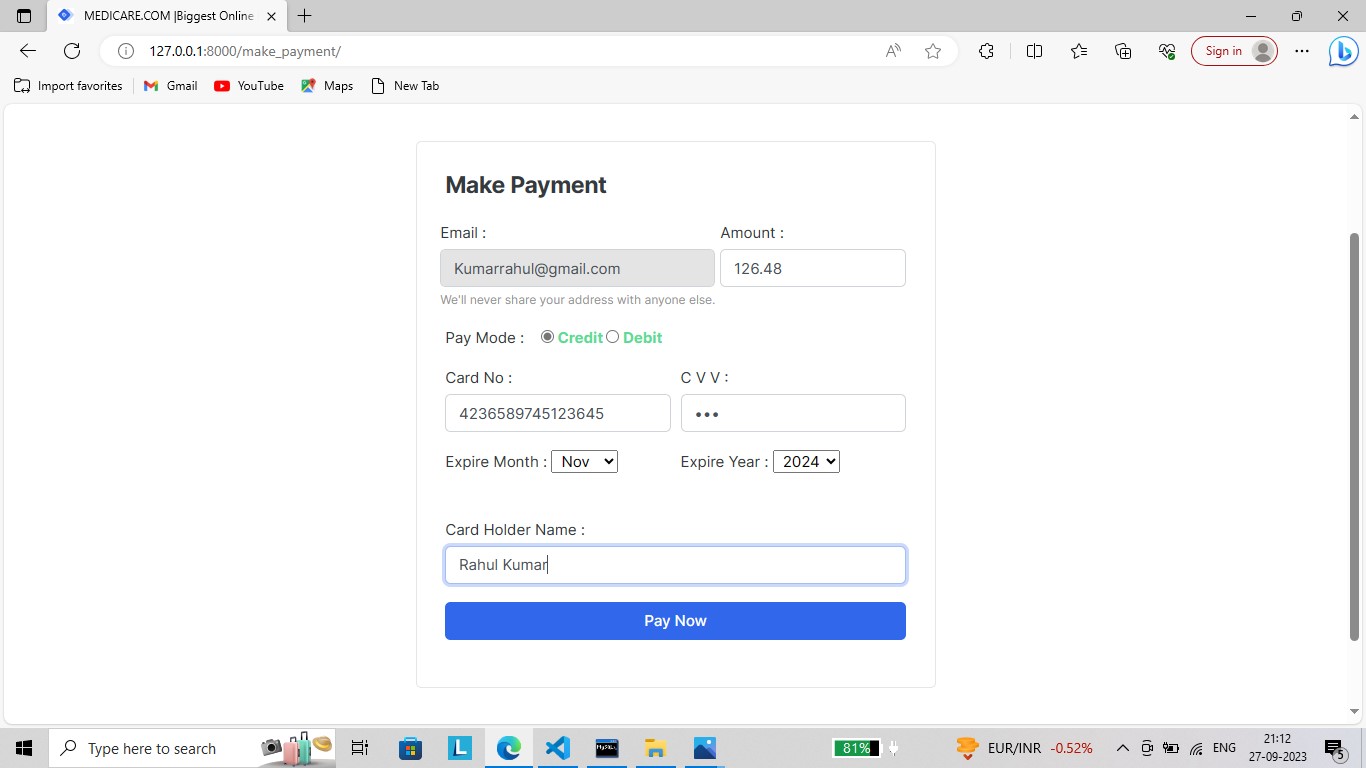 MEDICARE.COM |Biggest Online
127.0.0.1:8000/make_payment/
Sign in
Import favorites Gmail YouTube Maps New Tab
Make Payment
Email : Amount :
Kumarrahul@gmail.com 126.48
We'll never share your address with anyone else.
Pay Mode : Credit Debit
Card No : C V V :
4236589745123645 •••
Expire Month : Nov Expire Year : 2024
Card Holder Name :
Rahul Kumar
Pay Now
Type here to search L MySQL 81% EUR/INR -0.52% ENG 21:12
27-09-2023 5